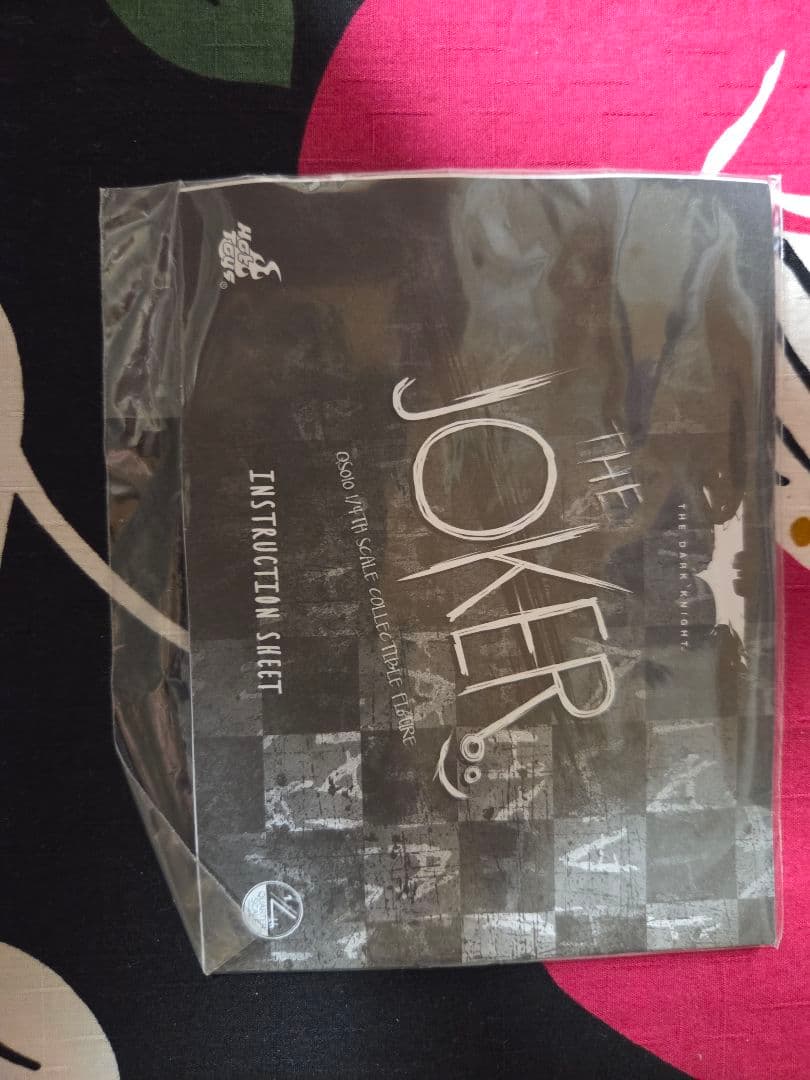 THE DARK KNIGHT.
THE
JOKER
QS010 1/4TH SCALE COLLECTIBLE FIGURE
INSTRUCTION SHEET
HOT TOYS®